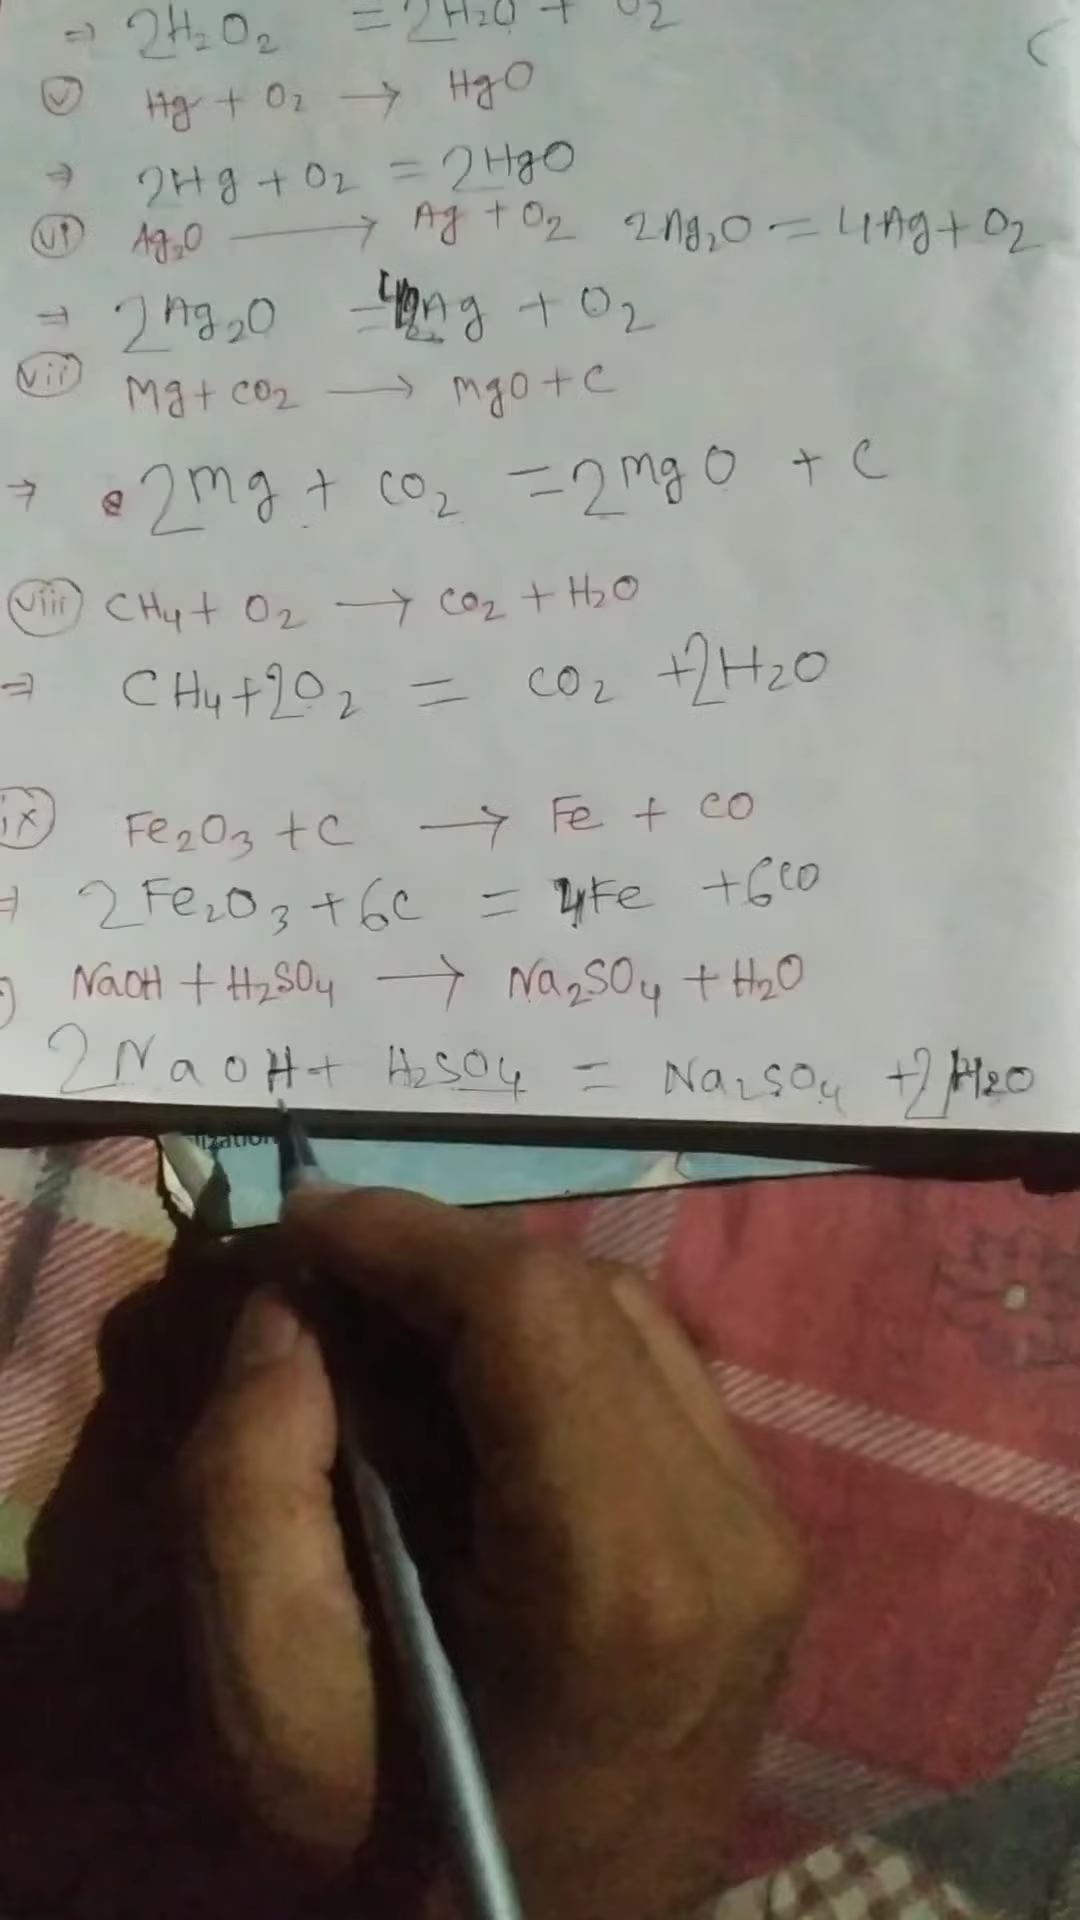 ⇒ 2H₂O₂ = 2H₂O + O₂
(v) Hg + O₂ → HgO
⇒ 2Hg + O₂ = 2HgO
(vi) Ag₂O → Ag + O₂ 2Ag₂O = 4Ag + O₂
⇒ 2Ag₂O = 4Ag + O₂
(vii) Mg + CO₂ → MgO + C
⇒ 2Mg + CO₂ = 2MgO + C
(viii) CH₄ + O₂ → CO₂ + H₂O
⇒ CH₄ + 2O₂ = CO₂ + 2H₂O
ix) Fe₂O₃ + C → Fe + CO
⇒ 2Fe₂O₃ + 6C = 4Fe + 6CO
) NaOH + H₂SO₄ → Na₂SO₄ + H₂O
2NaOH + H₂SO₄ = Na₂SO₄ + 2H₂O
lization